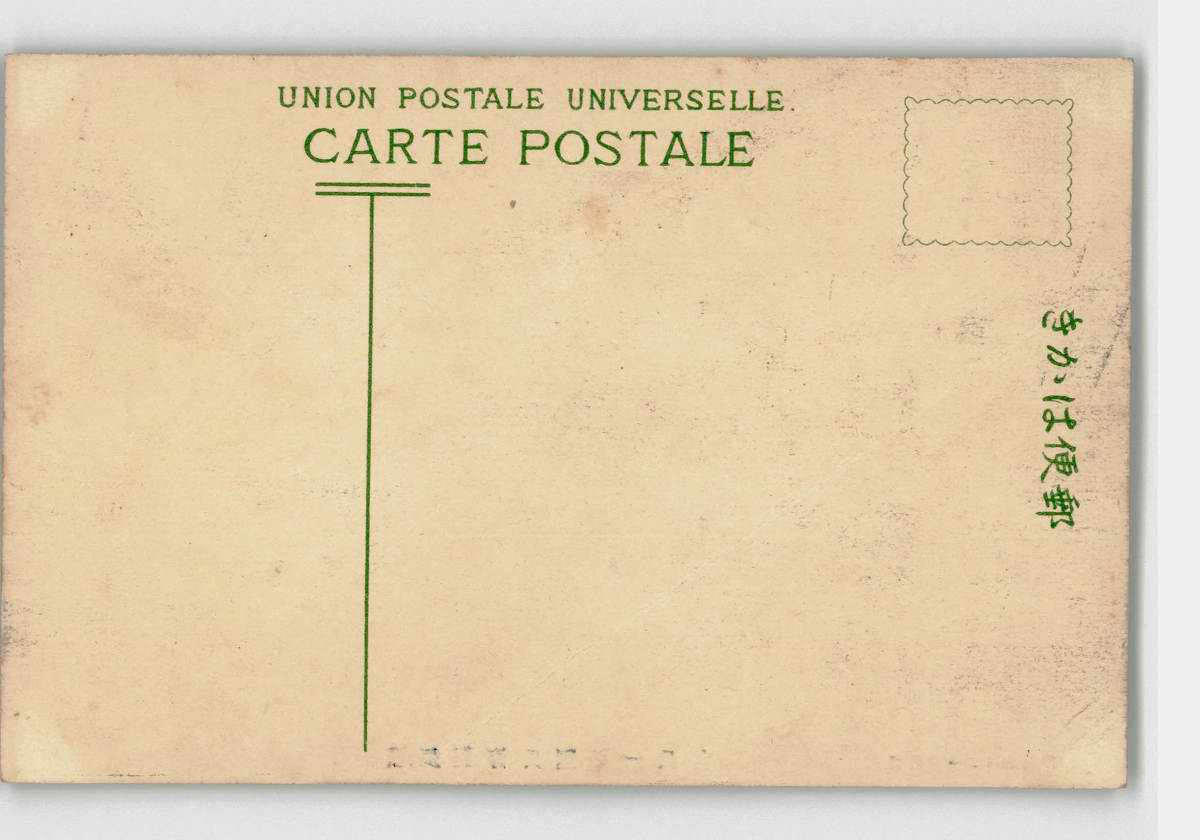 UNION POSTALE UNIVERSELLE.
CARTE POSTALE
きかは便郵